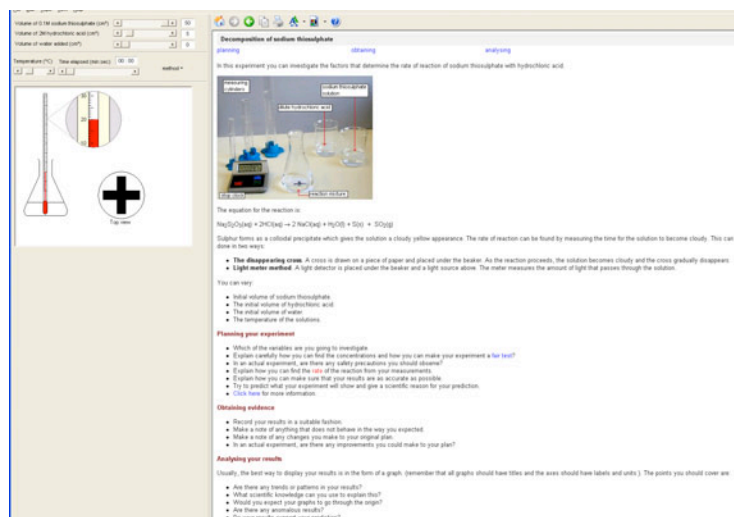 Volume of 0.1M sodium thiosulphate (cm³) 50
Volume of 2M hydrochloric acid (cm³) 5
Volume of water added (cm³) 0
Temperature (°C) Time elapsed (min:sec) 00 : 00
method
30
20
10
Top view
Decomposition of sodium thiosulphate
planning obtaining analysing
In this experiment you can investigate the factors that determine the rate of reaction of sodium thiosulphate with hydrochloric acid.
measuring cylinders
sodium thiosulphate solution
dilute hydrochloric acid
stop clock
reaction mixture
The equation for the reaction is:
Na₂S₂O₃(aq) + 2HCl(aq) → 2 NaCl(aq) + H₂O(l) + S(s) + SO₂(g)
Sulphur forms as a colloidal precipitate which gives the solution a cloudy yellow appearance. The rate of reaction can be found by measuring the time for the solution to become cloudy. This can
done in two ways:
The disappearing cross. A cross is drawn on a piece of paper and placed under the beaker. As the reaction proceeds, the solution becomes cloudy and the cross gradually disappears
Light meter method. A light detector is placed under the beaker and a light source above. The meter measures the amount of light that passes through the solution.
You can vary:
Initial volume of sodium thiosulphate.
The initial volume of hydrochloric acid.
The initial volume of water.
The temperature of the solutions.
Planning your experiment
Which of the variables are you going to investigate
Explain carefully how you can find the concentrations and how you can make your experiment a fair test?
In an actual experiment, are there any safety precautions you should observe?
Explain how you can find the rate of the reaction from your measurements.
Explain how you can make sure that your results are as accurate as possible.
Try to predict what your experiment will show and give a scientific reason for your prediction.
Click here for more information.
Obtaining evidence
Record your results in a suitable fashion.
Make a note of anything that does not behave in the way you expected.
Make a note of any changes you make to your original plan.
In an actual experiment, are there any improvements you could make to your plan?
Analysing your results
Usually, the best way to display your results is in the form of a graph. (remember that all graphs should have titles and the axes should have labels and units ). The points you should cover are:
Are there any trends or patterns in your results?
What scientific knowledge can you use to explain this?
Would you expect your graphs to go through the origin?
Are there any anomalous results?